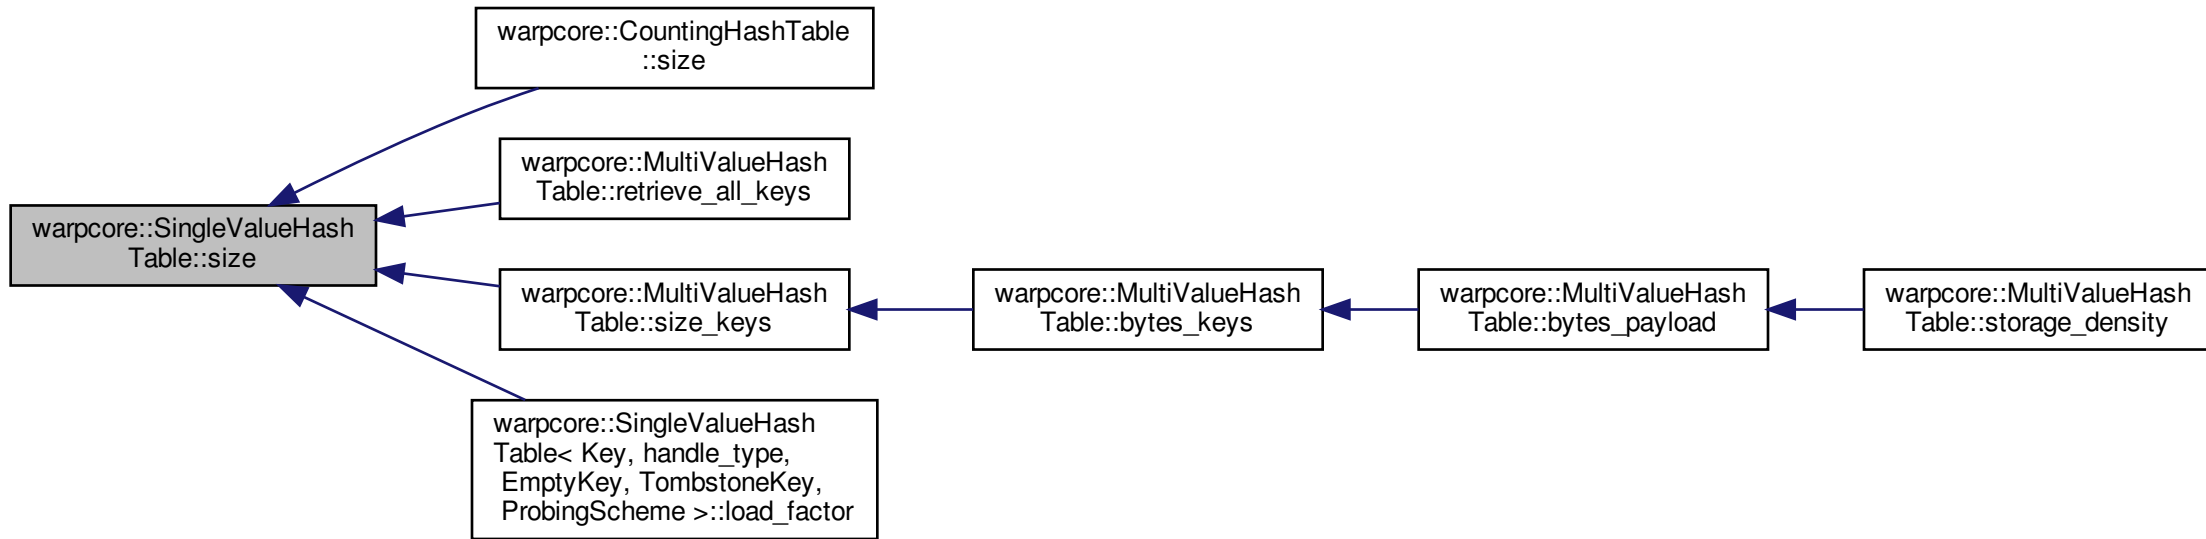 warpcore::CountingHashTable
::size
warpcore::MultiValueHash
Table::retrieve_all_keys
warpcore::SingleValueHash
Table::size
warpcore::MultiValueHash
Table::size_keys
warpcore::MultiValueHash
Table::bytes_keys
warpcore::MultiValueHash
Table::bytes_payload
warpcore::MultiValueHash
Table::storage_density
warpcore::SingleValueHash
Table< Key, handle_type,
EmptyKey, TombstoneKey,
ProbingScheme >::load_factor